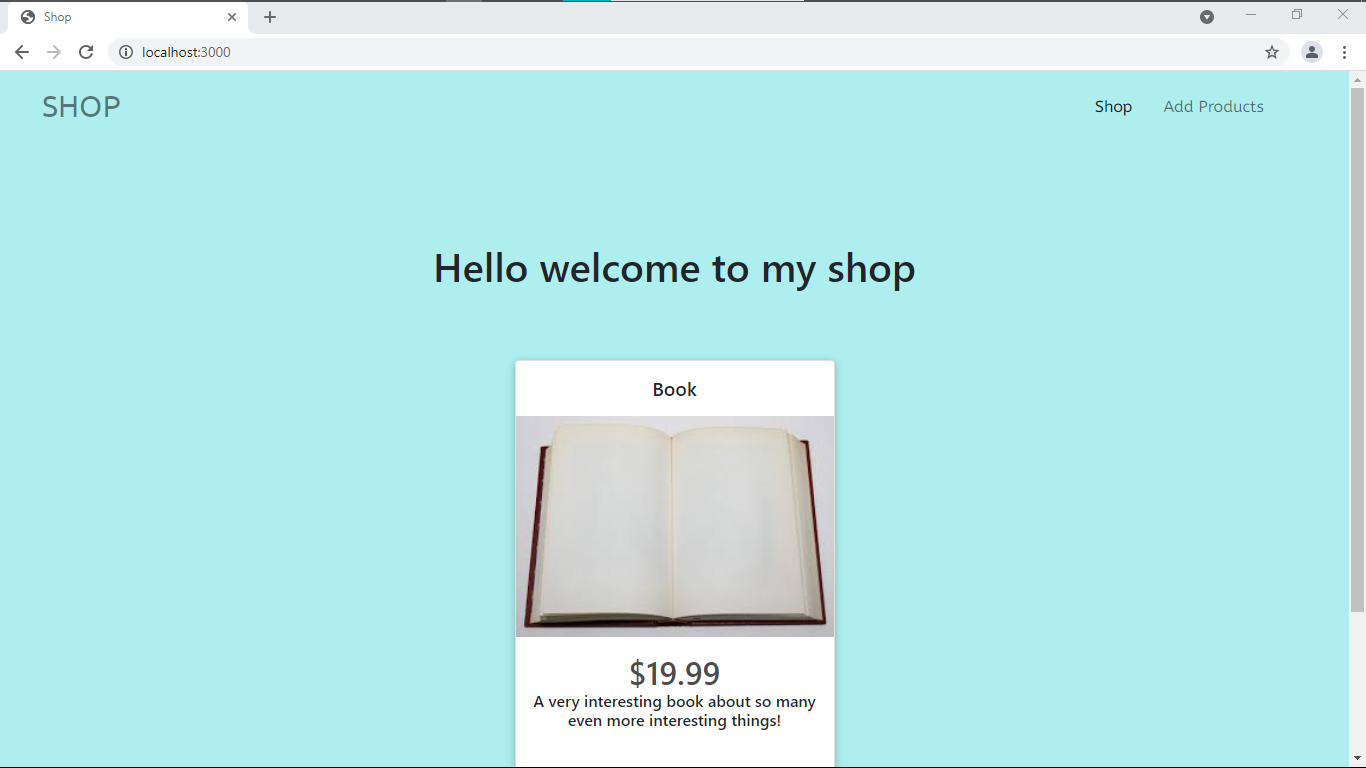 Shop
localhost:3000
SHOP
Shop
Add Products
Hello welcome to my shop
Book
$19.99
A very interesting book about so many
even more interesting things!